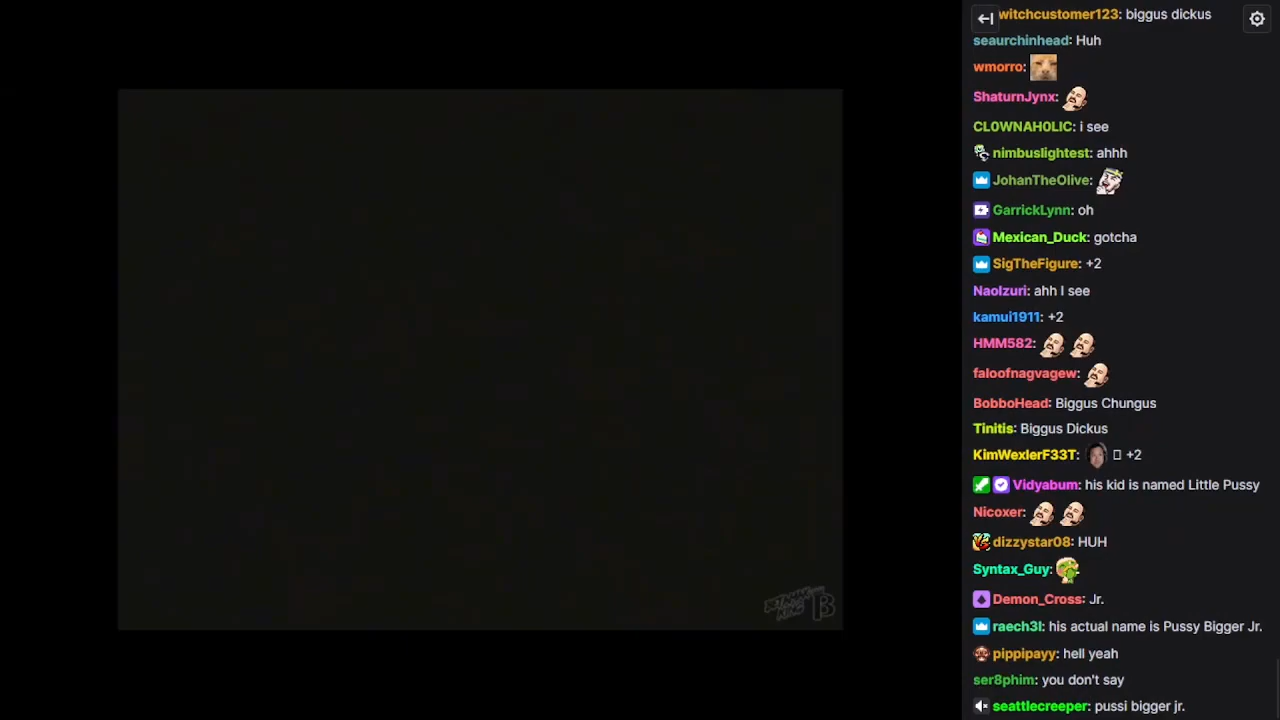 witchcustomer123: biggus dickus
seaurchinhead: Huh
wmorro:
ShaturnJynx:
CL0WNAH0LIC: i see
nimbuslightest: ahhh
JohanTheOlive:
GarrickLynn: oh
Mexican_Duck: gotcha
SigTheFigure: +2
NaoIzuri: ahh I see
kamui1911: +2
HMM582:
faloofnagvagew:
BobboHead: Biggus Chungus
Tinitis: Biggus Dickus
KimWexlerF33T: +2
Vidyabum: his kid is named Little Pussy
Nicoxer:
dizzystar08: HUH
Syntax_Guy:
Demon_Cross: Jr.
raech3l: his actual name is Pussy Bigger Jr.
pippipayy: hell yeah
ser8phim: you don't say
seattlecreeper: pussi bigger jr.